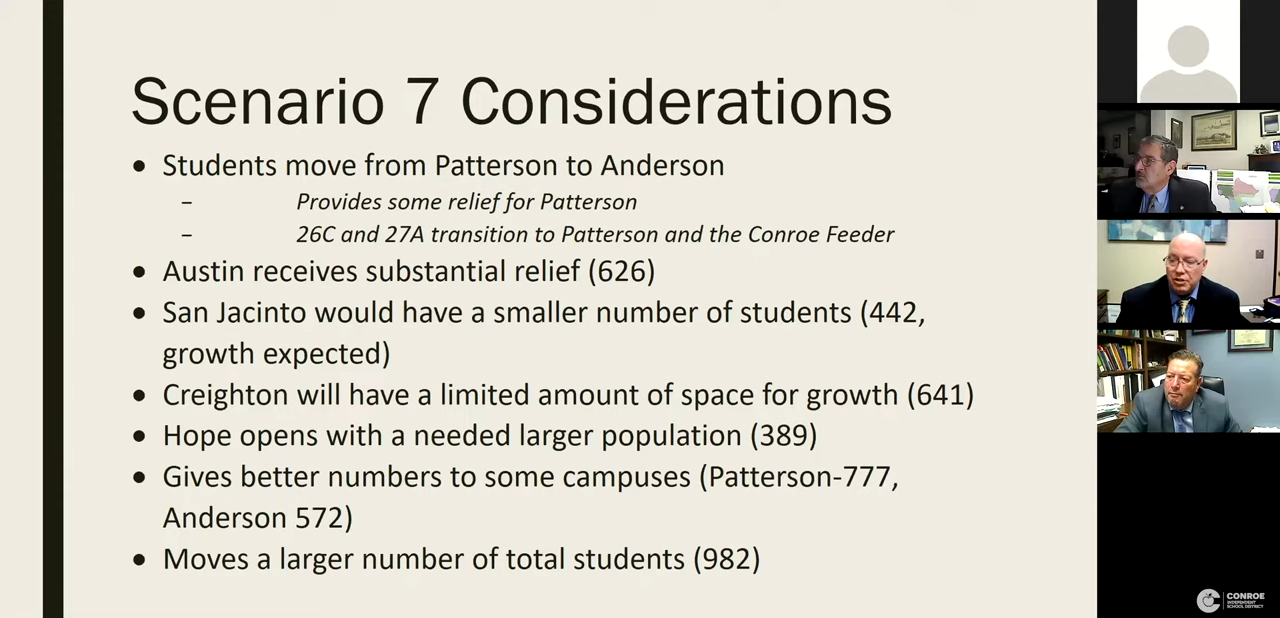 Scenario 7 Considerations
• Students move from Patterson to Anderson
– Provides some relief for Patterson
– 26C and 27A transition to Patterson and the Conroe Feeder
• Austin receives substantial relief (626)
• San Jacinto would have a smaller number of students (442,
growth expected)
• Creighton will have a limited amount of space for growth (641)
• Hope opens with a needed larger population (389)
• Gives better numbers to some campuses (Patterson-777,
Anderson 572)
• Moves a larger number of total students (982)
CONROE
INDEPENDENT
SCHOOL DISTRICT